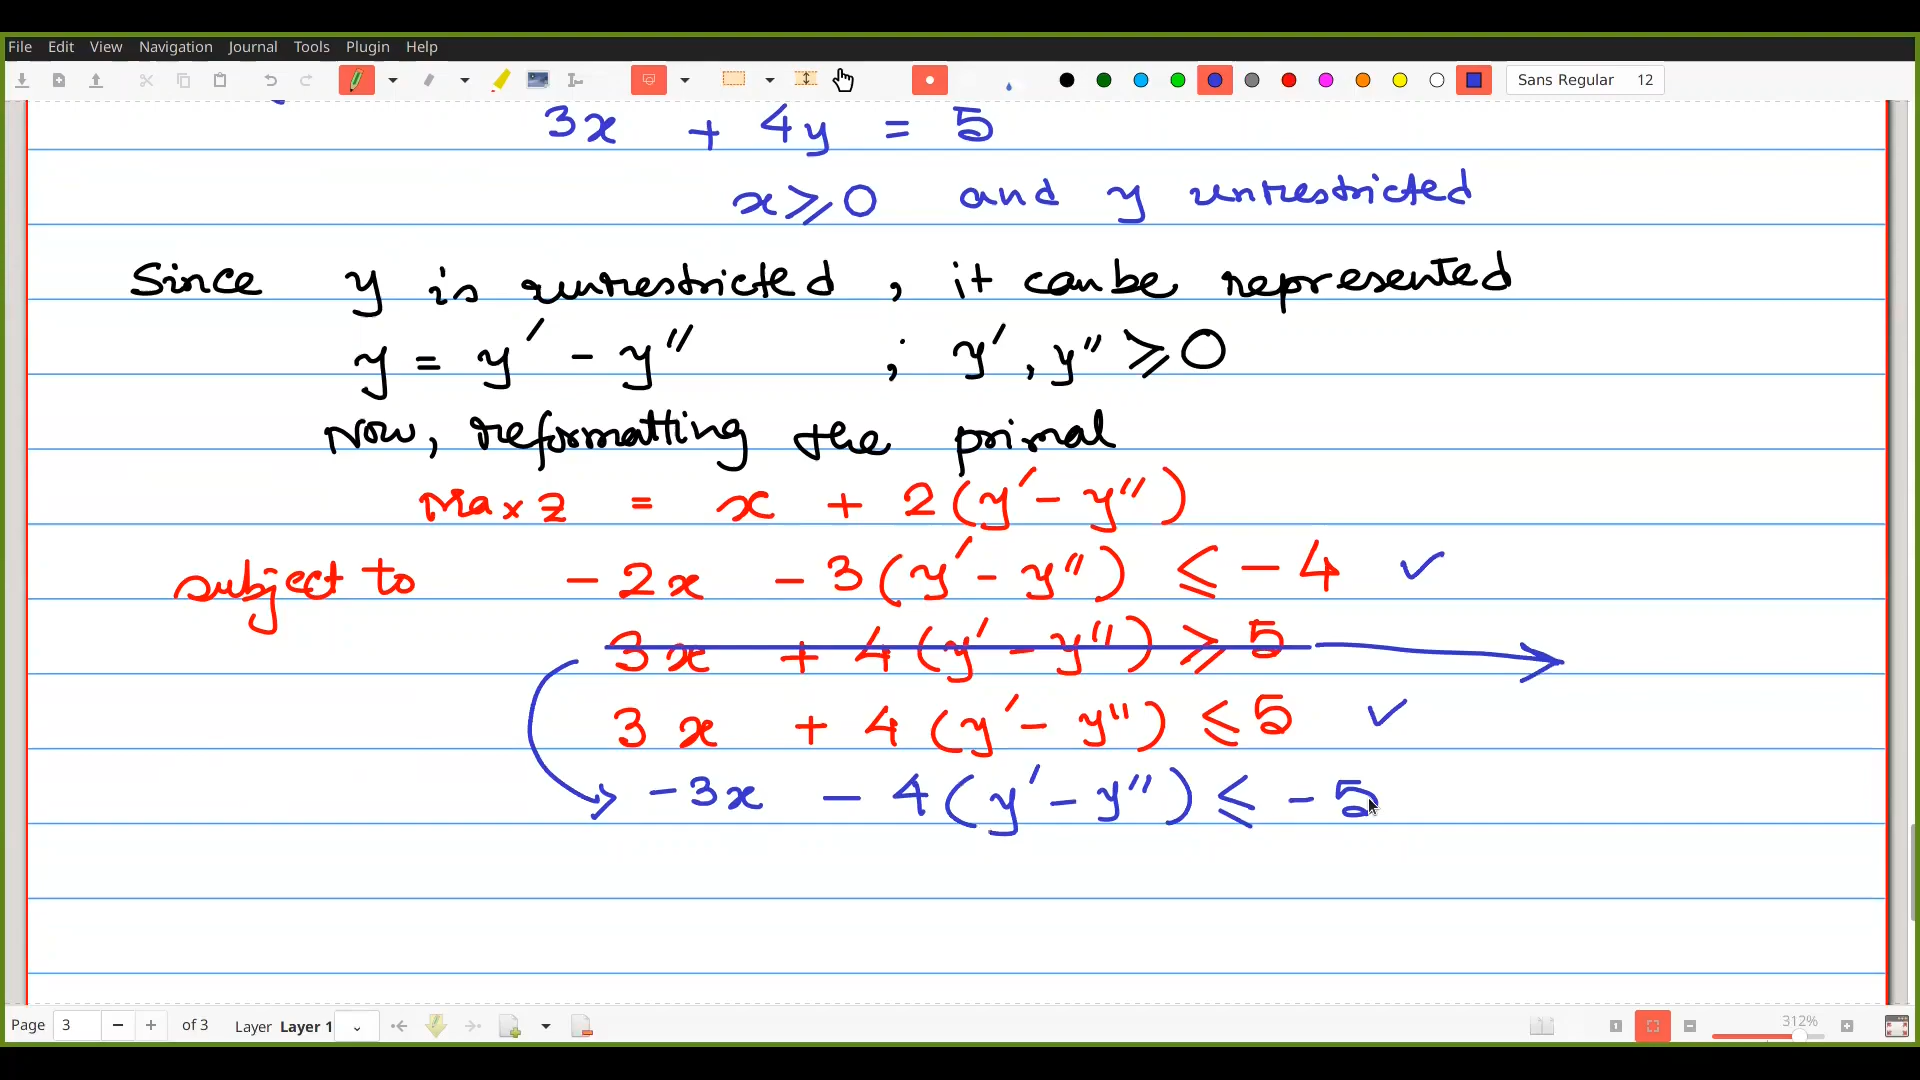 File Edit View Navigation Journal Tools Plugin Help
Sans Regular 12
3x + 4y = 5
x ⩾ 0 and y unrestricted
Since y is unrestricted, it can be represented
y = y' - y'' ; y', y'' ⩾ 0
Now, reformatting the primal
Max z = x + 2(y' - y'')
subject to - 2x - 3(y' - y'') ≤ - 4 ✓
3x + 4(y' - y'') ⩾ 5
3x + 4(y' - y'') ≤ 5 ✓
- 3x - 4(y' - y'') ≤ - 5
Page 3 of 3 Layer Layer 1 312%